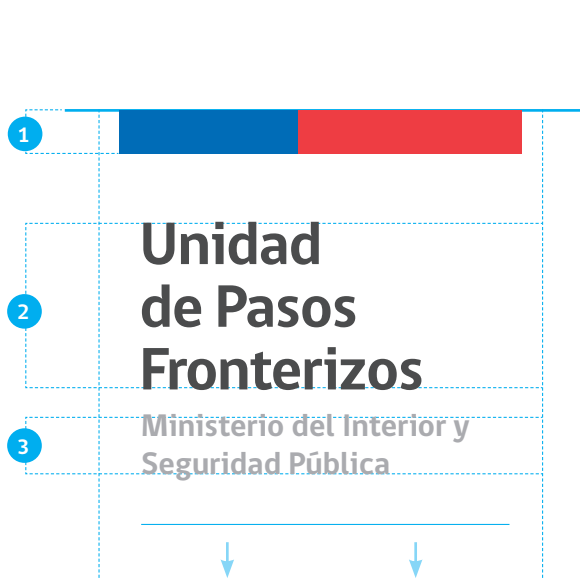 1
Unidad
2
de Pasos
Fronterizos
3
Ministerio del Interior y
Seguridad Pública